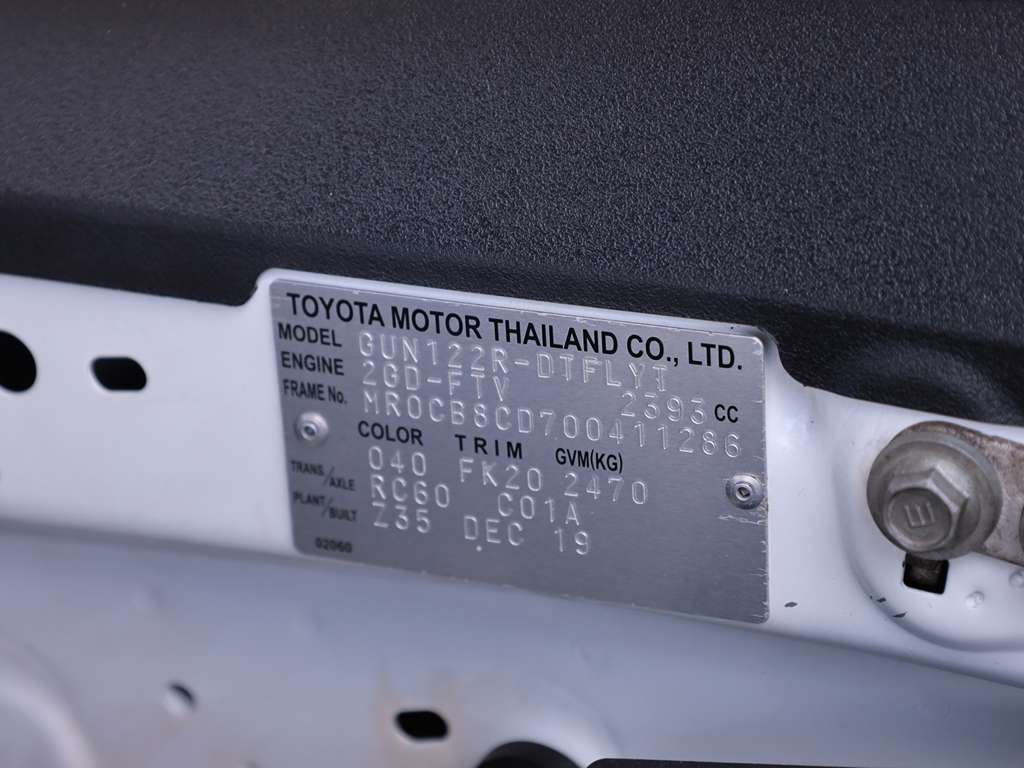 TOYOTA MOTOR THAILAND CO., LTD.
MODEL GUN122R-DTFLYT
ENGINE 2GD-FTV 2393 CC
FRAME No. MR0CB8CD700411286
COLOR TRIM GVM(KG)
040 FK20 2470
TRANS/AXLE RC60 C01A
PLANT/BUILT Z35 DEC 19
02060